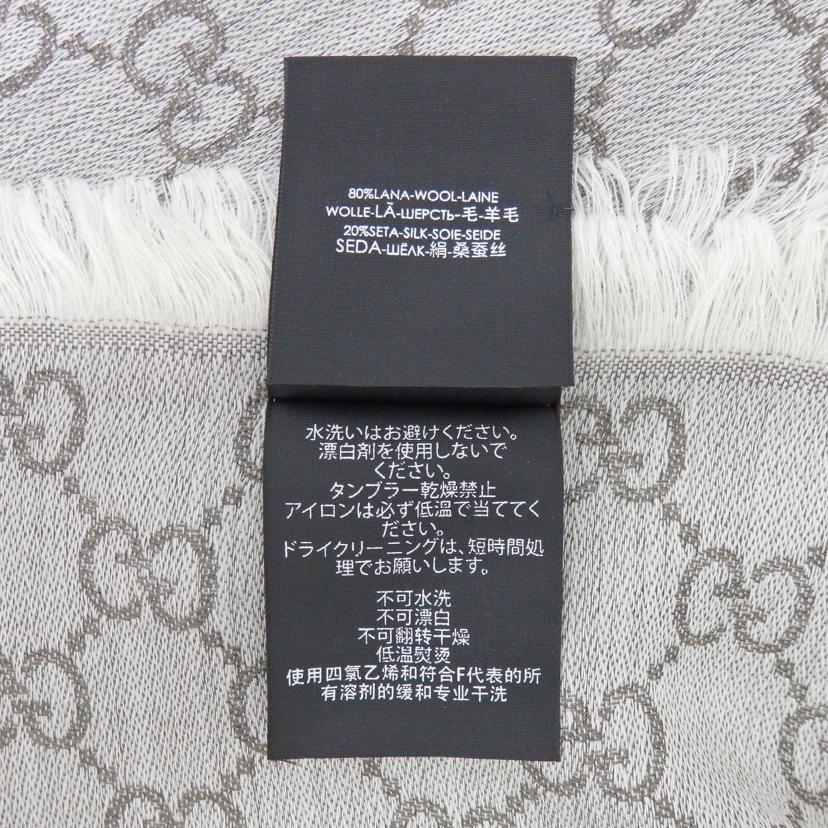 80%LANA-WOOL-LAINE
WOLLE-LÃ-ШЕРСТЬ-毛-羊毛
20%SETA-SILK-SOIE-SEIDE
SEDA-ШЁЛК-絹-桑蚕丝
水洗いはお避けください。
漂白剤を使用しないで
ください。
タンブラー乾燥禁止
アイロンは必ず低温で当ててく
ださい。
ドライクリーニングは、短時間処
理でお願いします。
不可水洗
不可漂白
不可翻转干燥
低温熨烫
使用四氯乙烯和符合F代表的所
有溶剂的缓和专业干洗